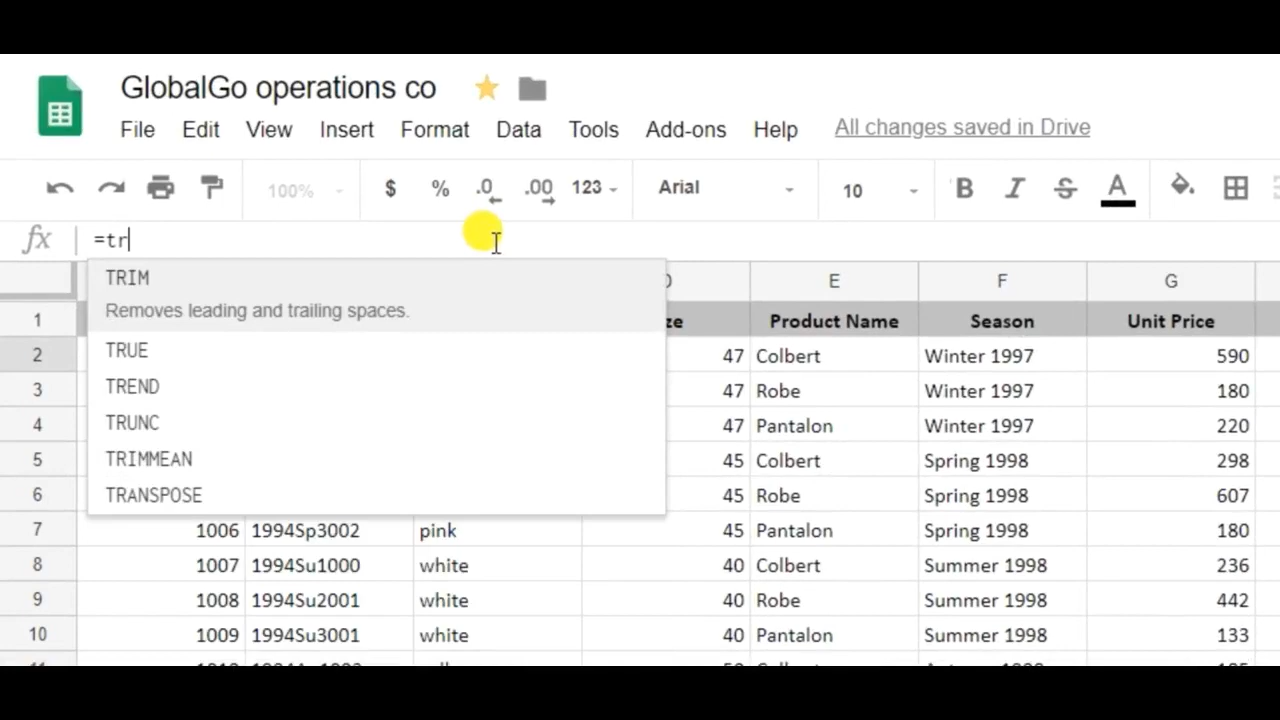 GlobalGo operations co
File Edit View Insert Format Data Tools Add-ons Help All changes saved in Drive
100% $ % .0 .00 123 Arial 10 B I S A
fx =tr
TRIM
Removes leading and trailing spaces.
TRUE
TREND
TRUNC
TRIMMEAN
TRANSPOSE
E F G
1 ze Product Name Season Unit Price
2 47 Colbert Winter 1997 590
3 47 Robe Winter 1997 180
4 47 Pantalon Winter 1997 220
5 45 Colbert Spring 1998 298
6 45 Robe Spring 1998 607
7 1006 1994Sp3002 pink 45 Pantalon Spring 1998 180
8 1007 1994Su1000 white 40 Colbert Summer 1998 236
9 1008 1994Su2001 white 40 Robe Summer 1998 442
10 1009 1994Su3001 white 40 Pantalon Summer 1998 133